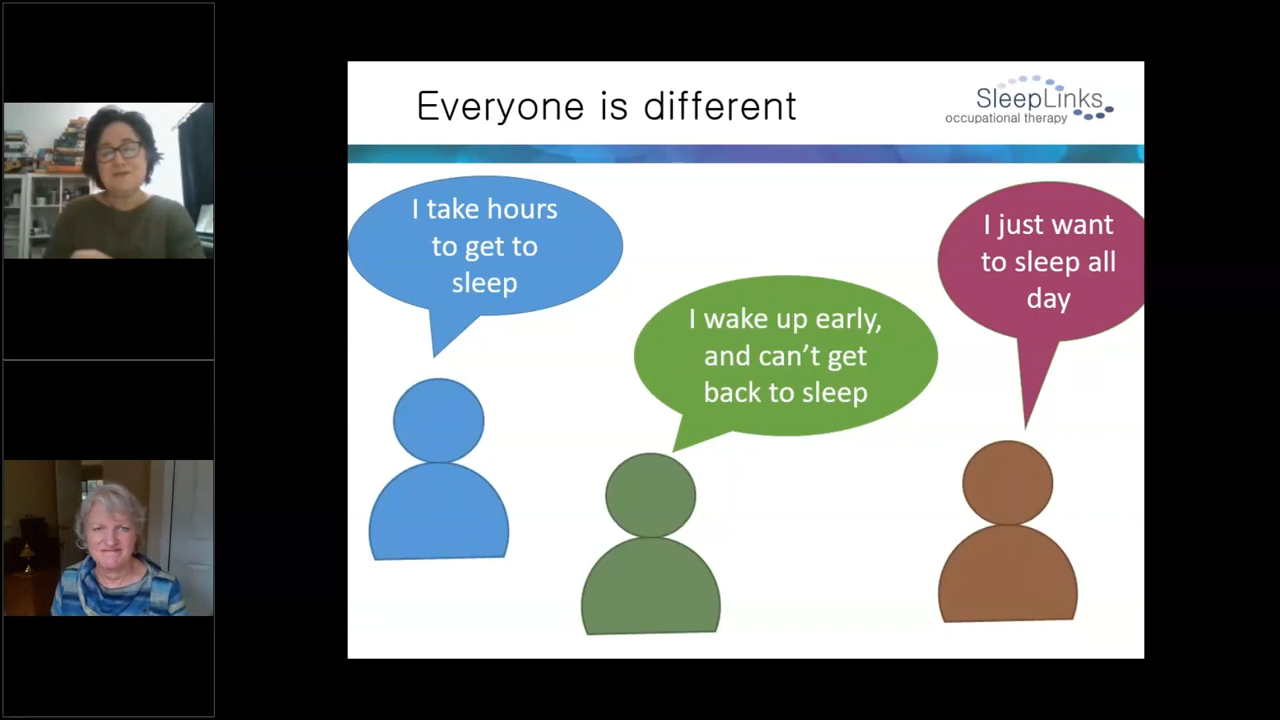 Everyone is different
SleepLinks
occupational therapy
I take hours
to get to
sleep
I wake up early,
and can’t get
back to sleep
I just want
to sleep all
day